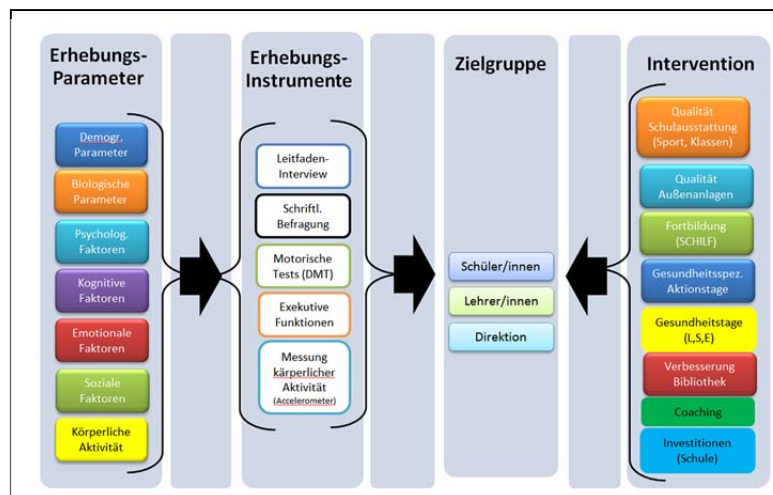 Erhebungs-
Parameter
Demogr.
Parameter
Biologische
Parameter
Psycholog.
Faktoren
Kognitive
Faktoren
Emotionale
Faktoren
Soziale
Faktoren
Körperliche
Aktivität
Erhebungs-
Instrumente
Leitfaden-
Interview
Schriftl.
Befragung
Motorische
Tests (DMT)
Exekutive
Funktionen
Messung
körperlicher
Aktivität
(Accelerometer)
Zielgruppe
Schüler/innen
Lehrer/innen
Direktion
Intervention
Qualität
Schulausstattung
(Sport, Klassen)
Qualität
Außenanlagen
Fortbildung
(SCHILF)
Gesundheitsspez.
Aktionstage
Gesundheitstage
(L,S,E)
Verbesserung
Bibliothek
Coaching
Investitionen
(Schule)